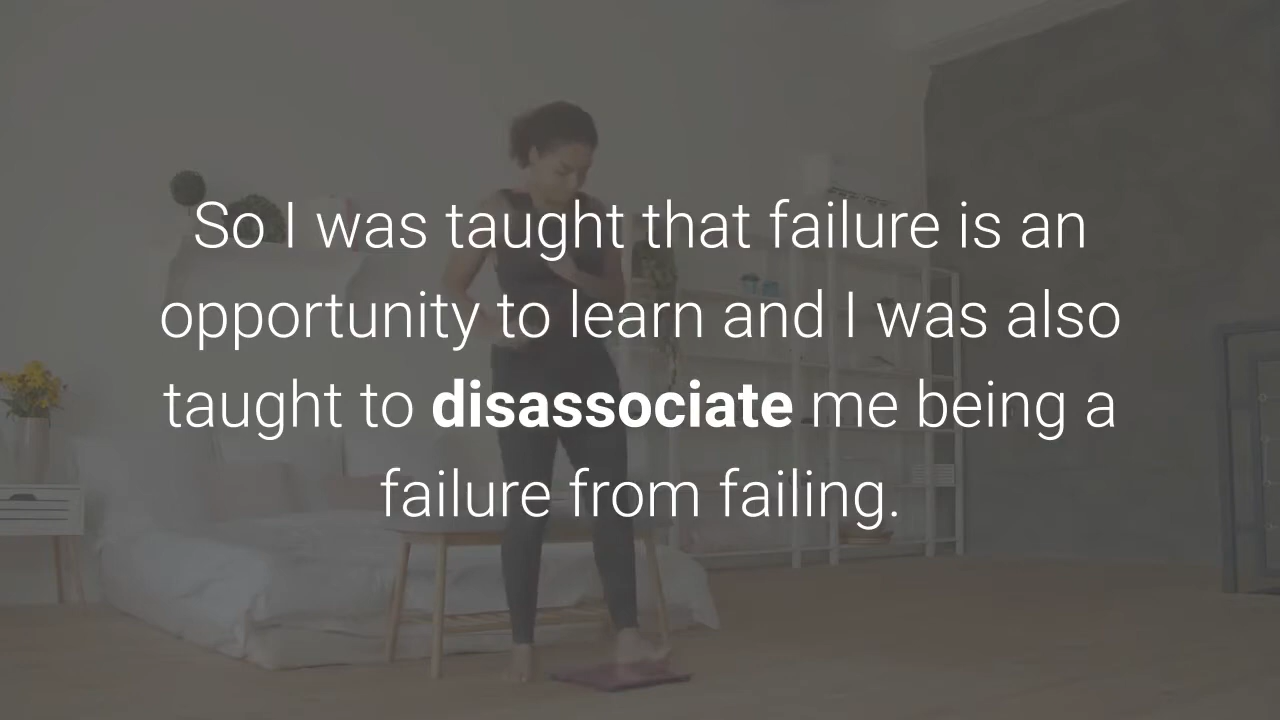 So I was taught that failure is an
opportunity to learn and I was also
taught to disassociate me being a
failure from failing.